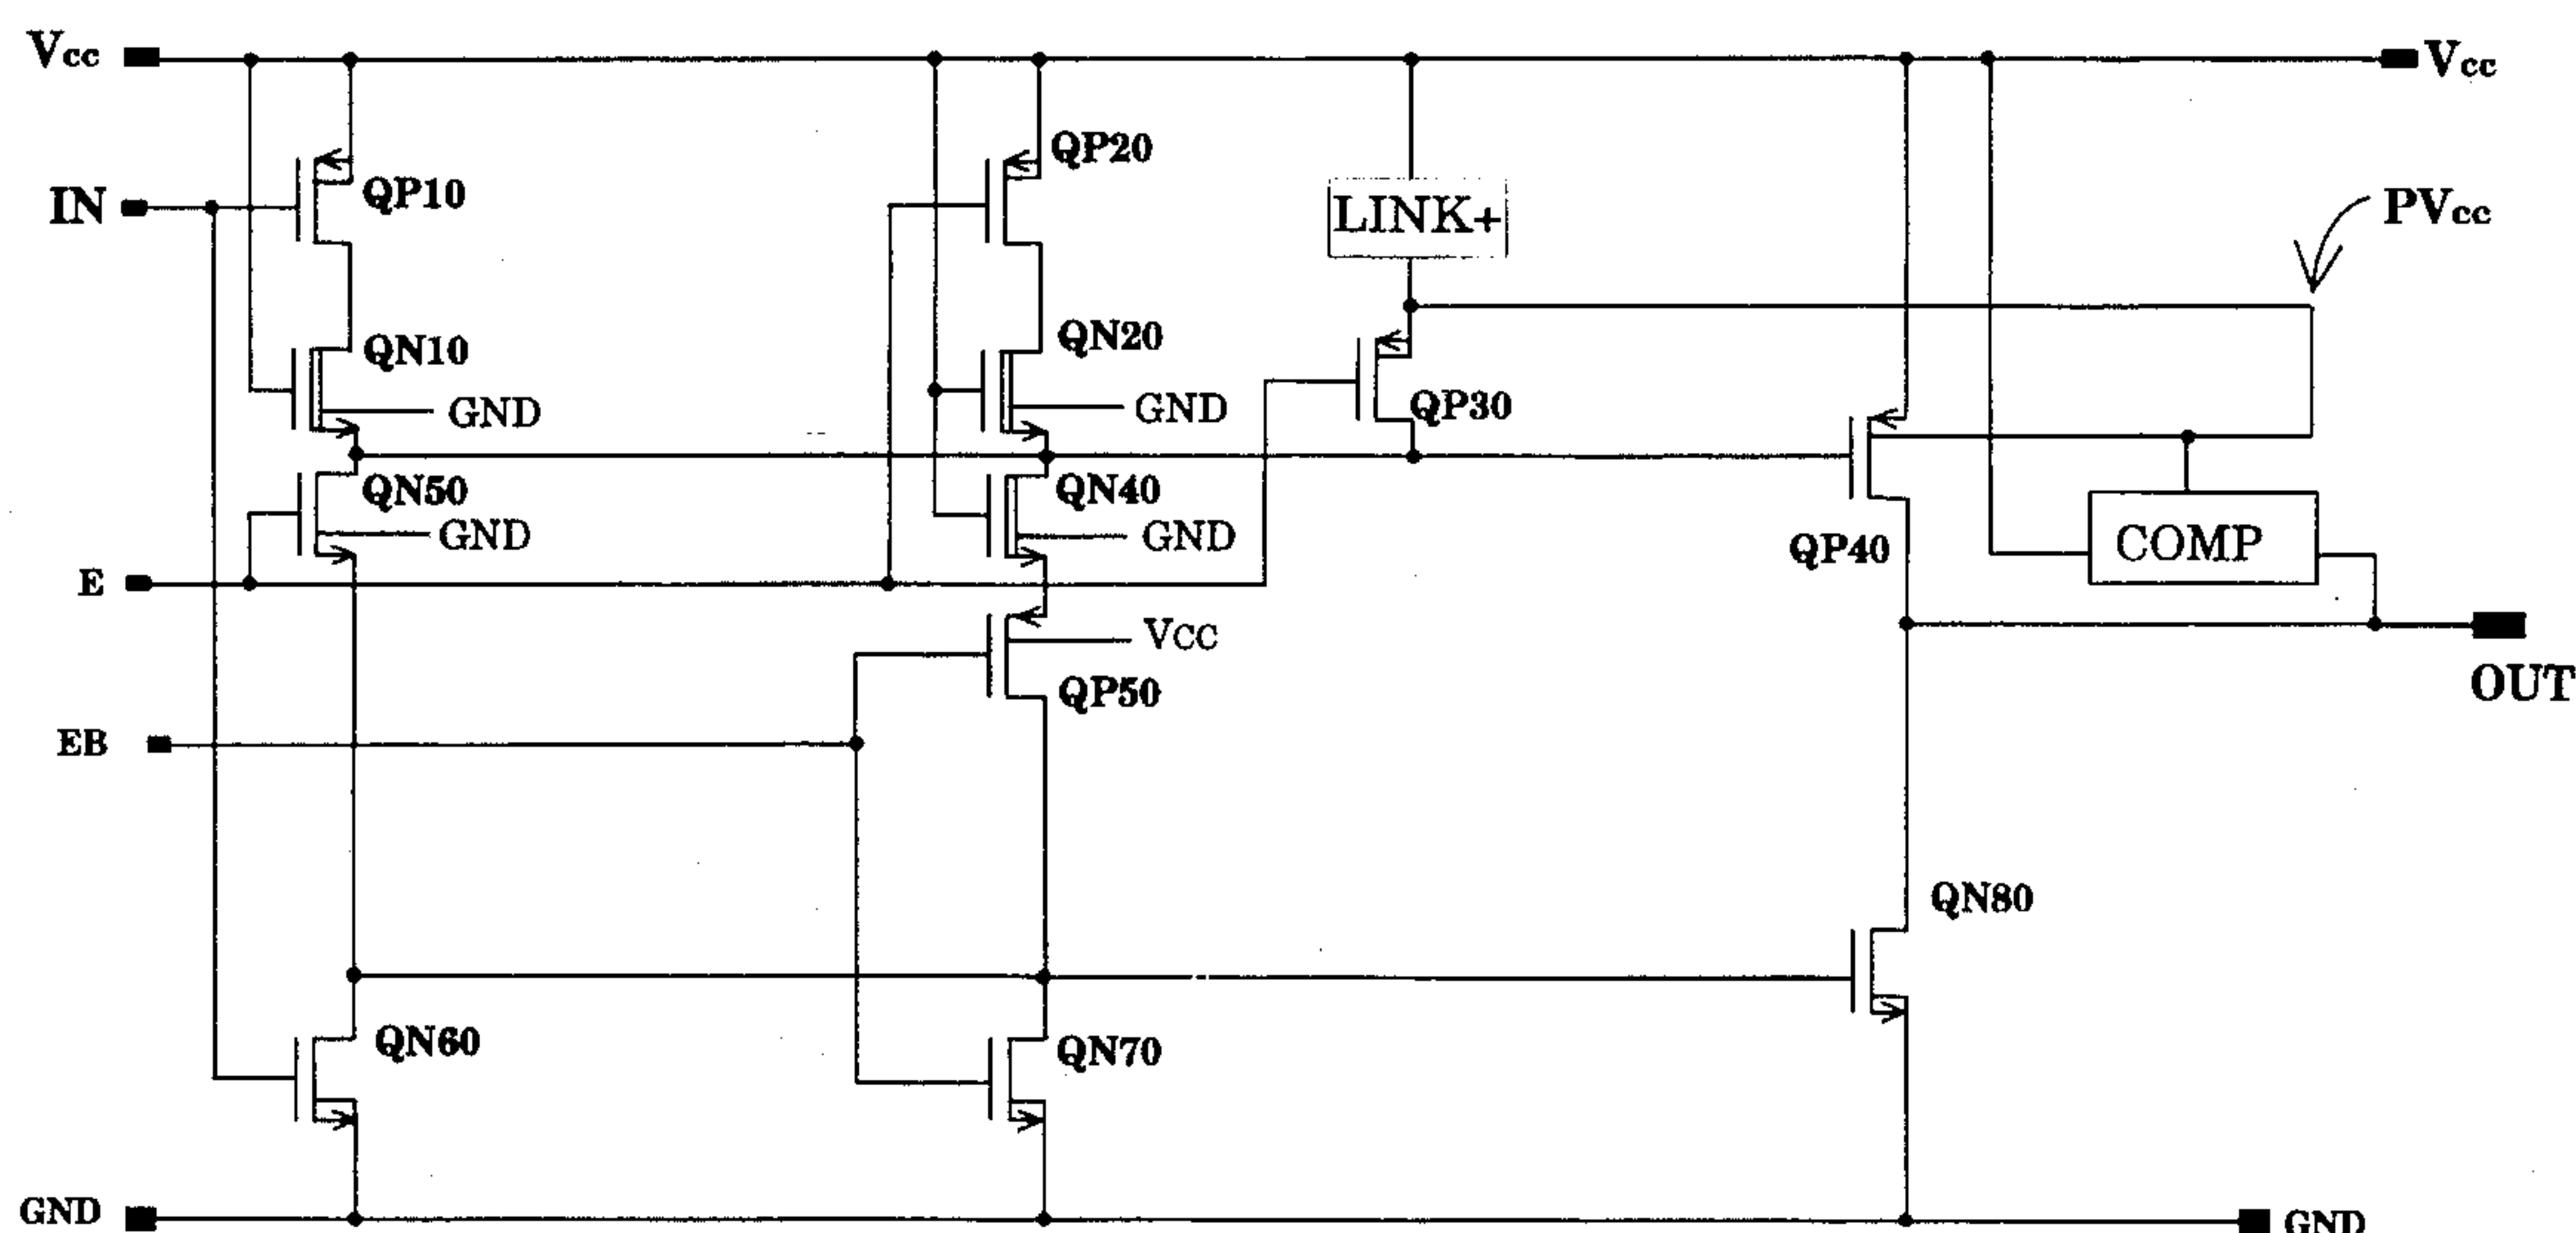 Vcc
Vcc
QP20
IN
QP10
LINK+
PVcc
QN10
QN20
GND
GND
QP30
QN50
QN40
GND
GND
QP40
COMP
E
VCC
QP50
OUT
EB
QN80
QN60
QN70
GND
GND